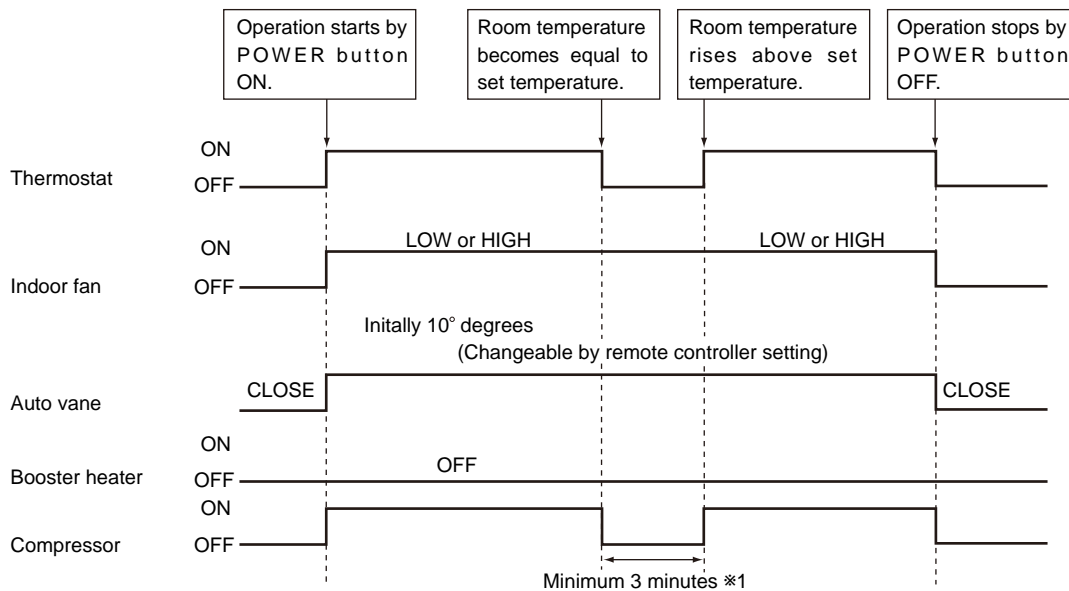 Operation starts by
POWER button
ON.
Room temperature
becomes equal to
set temperature.
Room temperature
rises above set
temperature.
Operation stops by
POWER button
OFF.
ON
Thermostat
OFF
LOW or HIGH LOW or HIGH
ON
Indoor fan
OFF
Initally 10° degrees
(Changeable by remote controller setting)
CLOSE CLOSE
Auto vane
ON
OFF
Booster heater
OFF
ON
Compressor
OFF
Minimum 3 minutes ※1